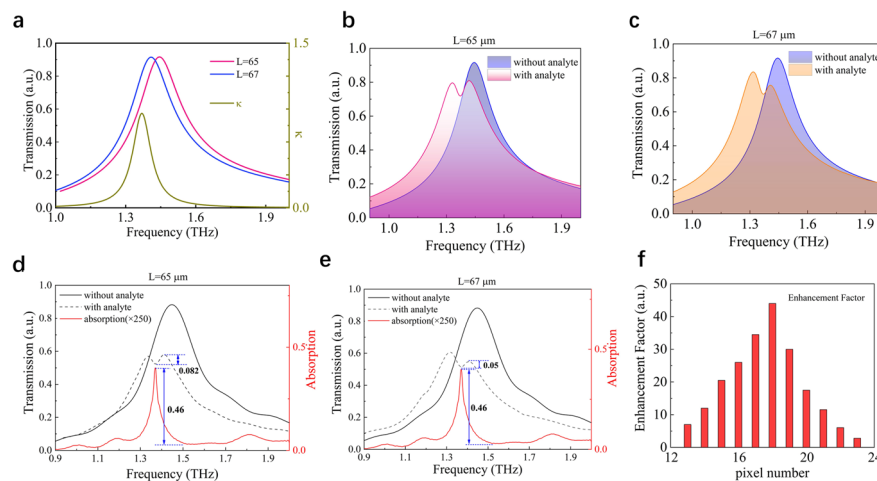 a
1.0
0.8
0.6
0.4
0.2
0.0
Transmission (a.u.)
1.0
1.3
1.6
1.9
Frequency (THz)
1.5
0.0
κ
L=65
L=67
κ
b
L=65 μm
1.0
0.8
0.6
0.4
0.2
0.0
Transmission (a.u.)
1.0
1.3
1.6
1.9
Frequency (THz)
without analyte
with analyte
c
L=67 μm
1.0
0.8
0.6
0.4
0.2
0.0
Transmission (a.u.)
1.0
1.3
1.6
1.9
Frequency (THz)
without analyte
with analyte
d
L=65 μm
1.0
0.8
0.6
0.4
0.2
0.0
Transmission (a.u.)
0.9
1.1
1.3
1.5
1.7
1.9
Frequency (THz)
0.5
0.0
Absorption
without analyte
with analyte
absorption(×250)
0.082
0.46
e
L=67 μm
1.0
0.8
0.6
0.4
0.2
0.0
Transmission (a.u.)
0.9
1.1
1.3
1.5
1.7
1.9
Frequency (THz)
0.5
0.0
Absorption
without analyte
with analyte
absorption(×250)
0.05
0.46
f
50
40
30
20
10
0
Enhancement Factor (a.u.)
12
16
20
24
pixel number
Enhancement Factor